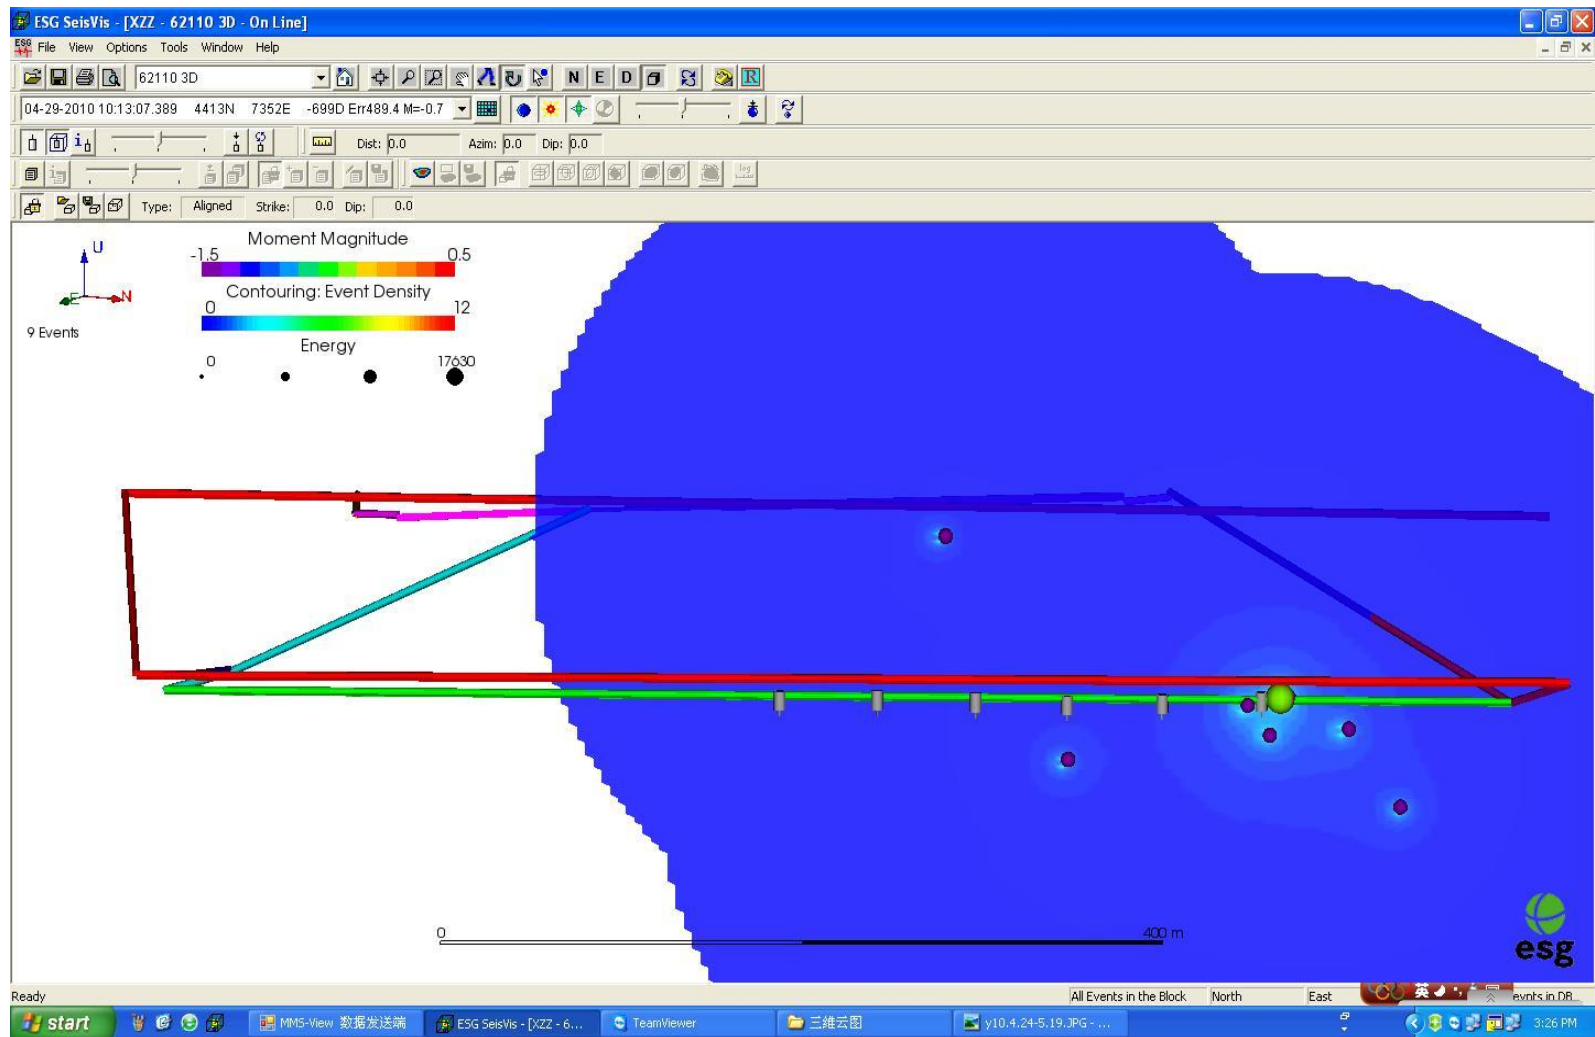 ESG SeisVis - [XZZ - 62110 3D - On Line]
File View Options Tools Window Help
62110 3D N E D R
04-29-2010 10:13:07.389 4413N 7352E -699D Err489.4 M=-0.7
Dist: 0.0 Azim: 0.0 Dip: 0.0
Type: Aligned Strike: 0.0 Dip: 0.0
U
E
N
9 Events
Moment Magnitude
-1.5 0.5
Contouring: Event Density
0 12
Energy
0 17630
0 400 m
esg
Ready All Events in the Block North East
start MMS-View 数据发送端 ESG SeisVis - [XZZ - 6... TeamViewer 三维云图 y10.4.24-5.19.JPG - ... 3:26 PM